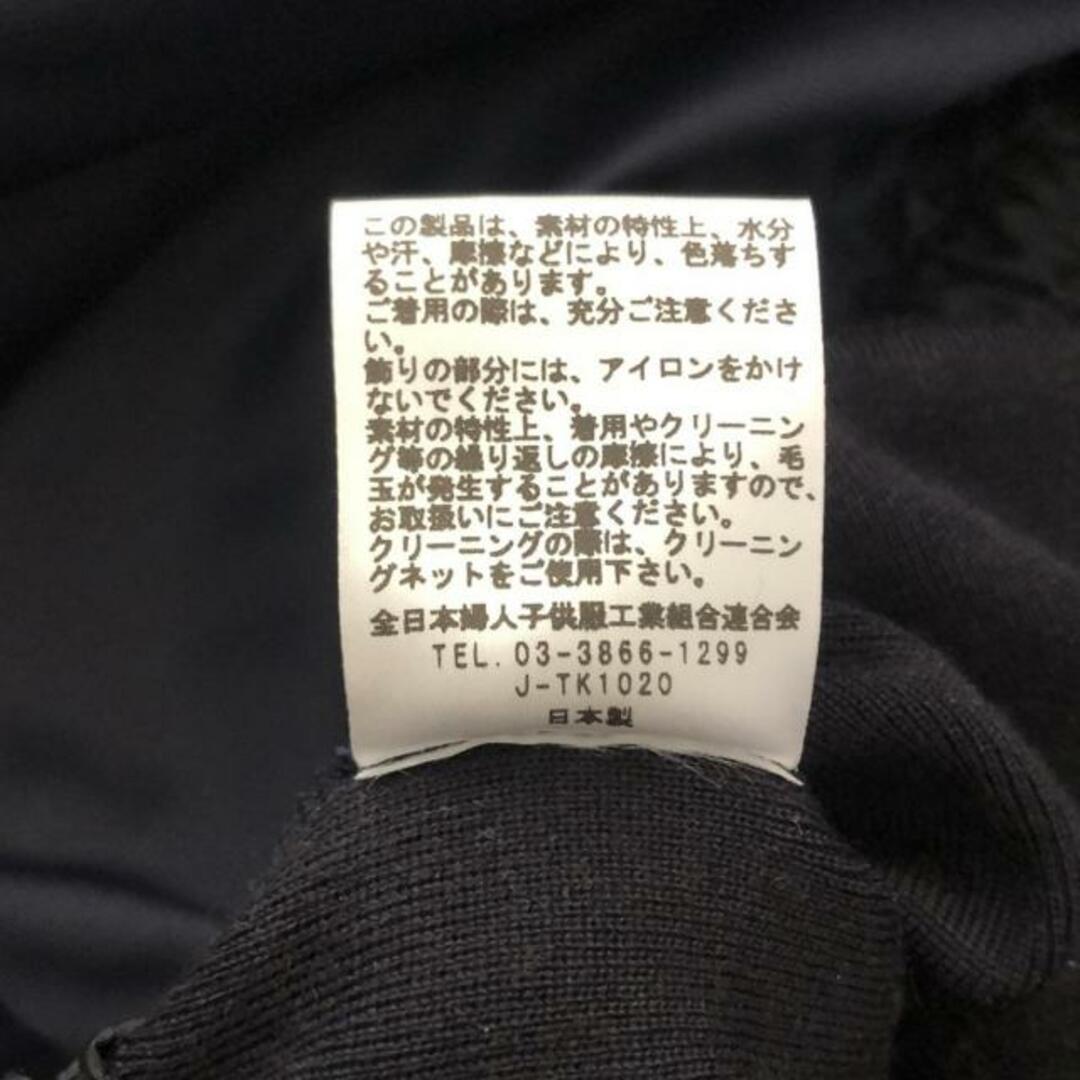 この製品は、素材の特性上、水分
や汗、摩擦などにより、色落ちす
ることがあります。
ご着用の際は、充分ご注意くださ
い。
飾りの部分には、アイロンをかけ
ないでください。
素材の特性上、着用やクリーニン
グ等の繰り返しの摩擦により、毛
玉が発生することがありますので、
お取扱いにご注意ください。
クリーニングの際は、クリーニン
グネットをご使用下さい。
全日本婦人子供服工業組合連合会
TEL. 03-3866-1299
J-TK1020
日本製